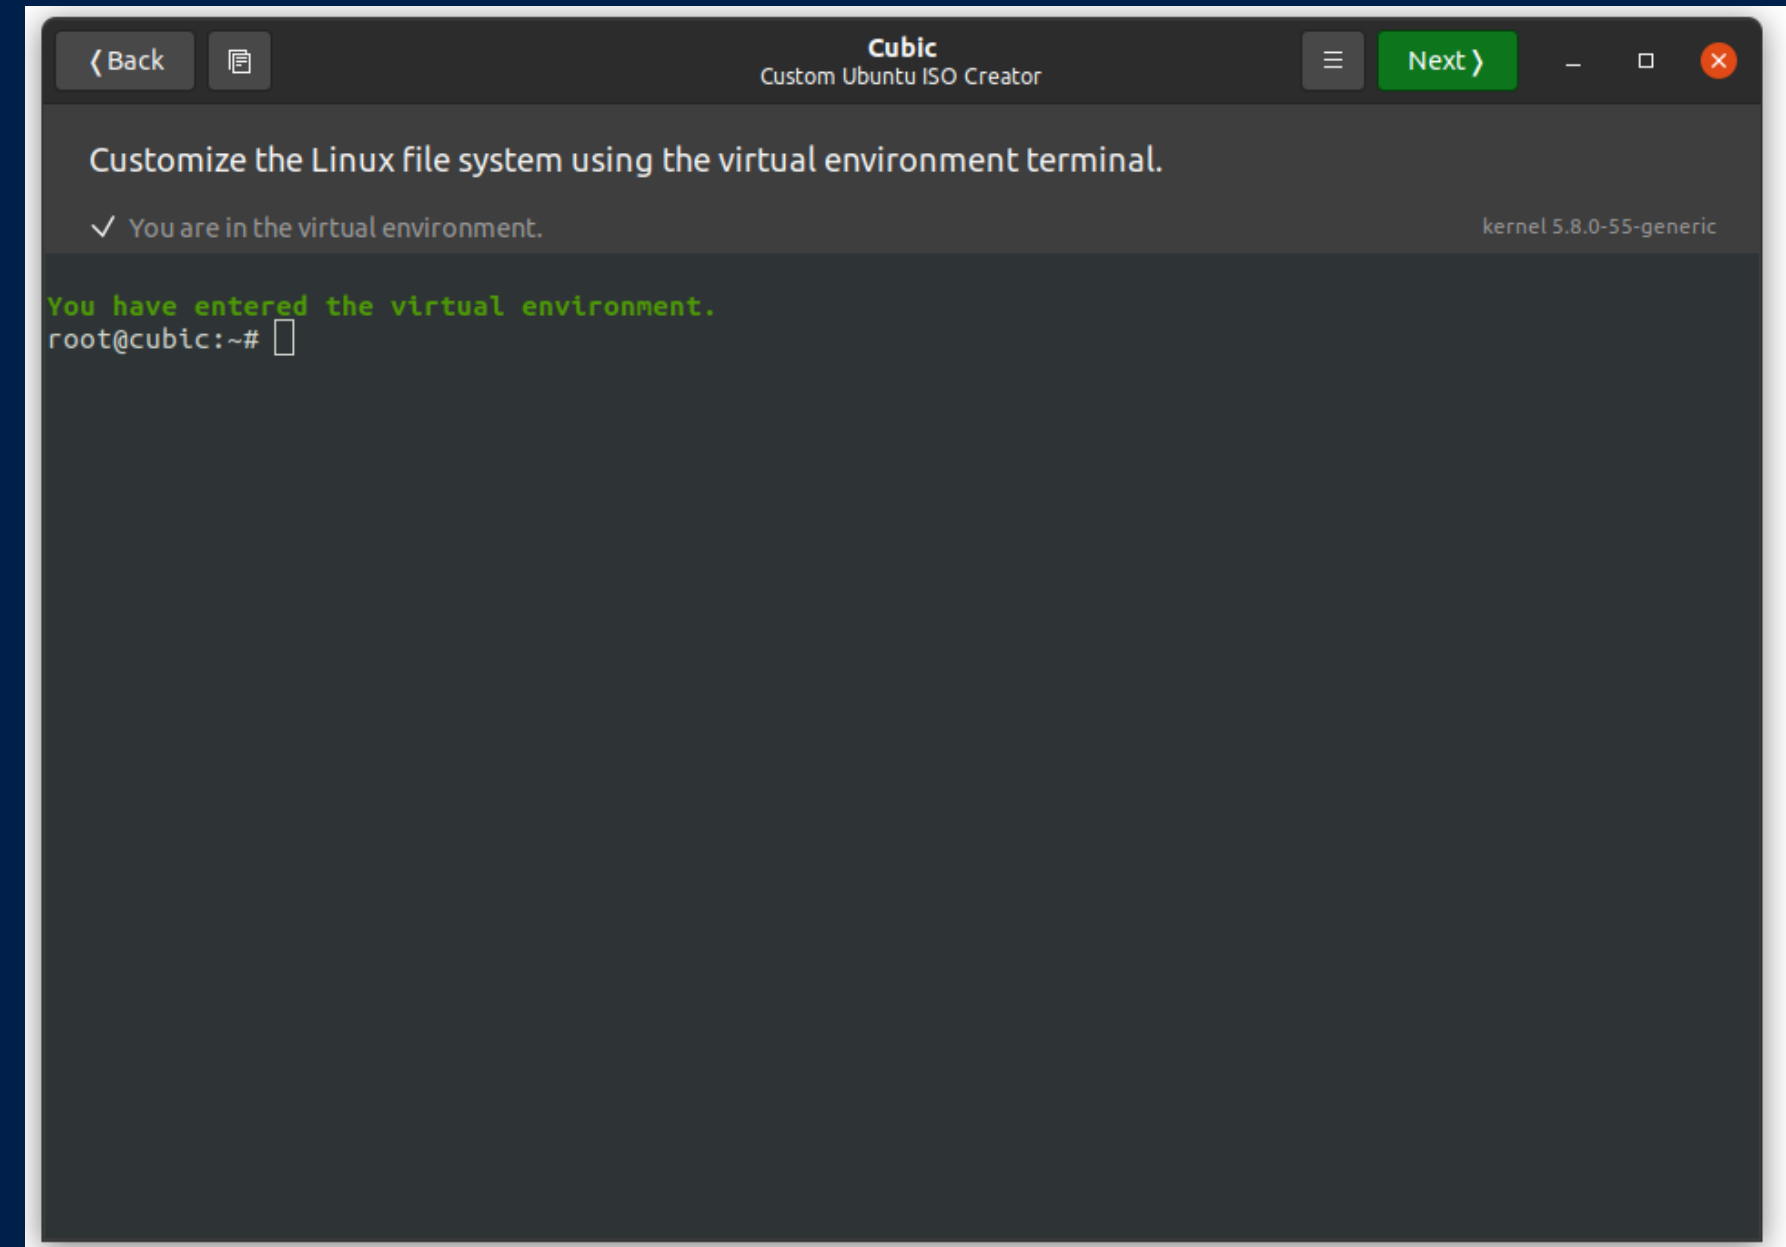 ❬Back
Cubic
Custom Ubuntu ISO Creator
Next❭
Customize the Linux file system using the virtual environment terminal.
✓ You are in the virtual environment.
kernel 5.8.0-55-generic
You have entered the virtual environment.
root@cubic:~#